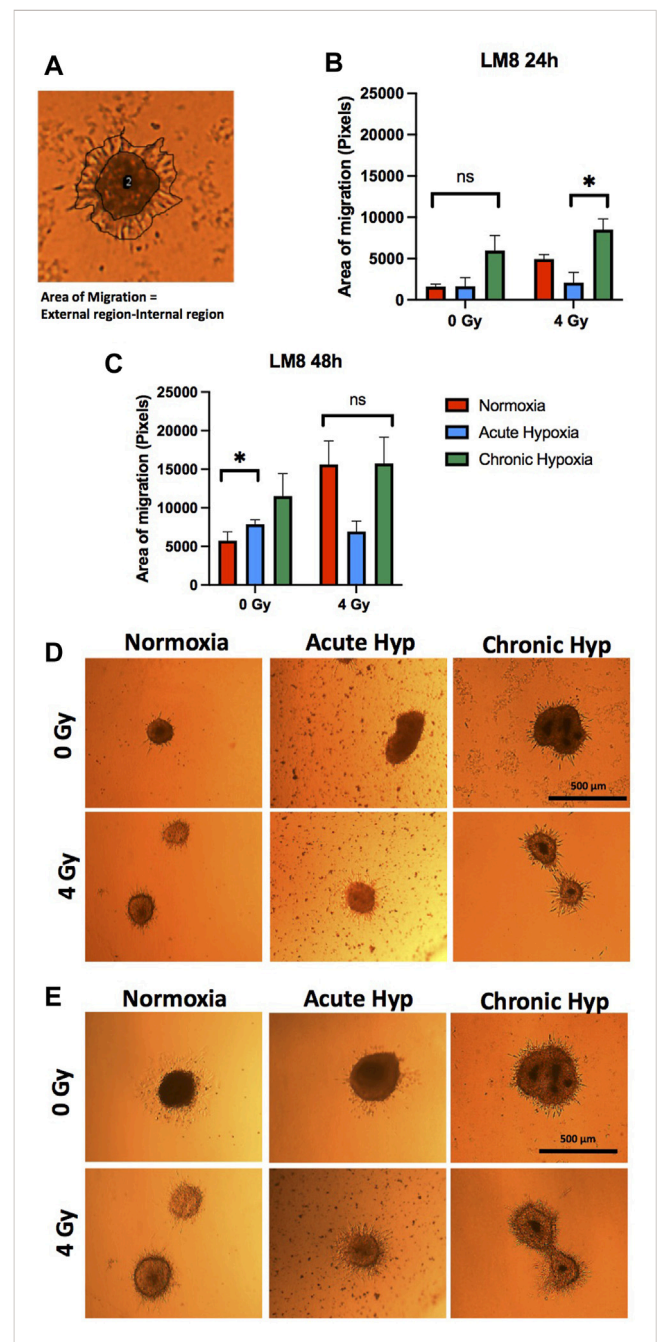 A
2
Area of Migration =
External region-Internal region
B
LM8 24h
Area of migration (Pixels)
25000
20000
15000
10000
5000
0
ns
*
0 Gy
4 Gy
C
LM8 48h
Area of migration (Pixels)
25000
20000
15000
10000
5000
0
*
ns
0 Gy
4 Gy
Normoxia
Acute Hypoxia
Chronic Hypoxia
D
Normoxia
Acute Hyp
Chronic Hyp
0 Gy
500 µm
4 Gy
E
Normoxia
Acute Hyp
Chronic Hyp
0 Gy
500 µm
4 Gy